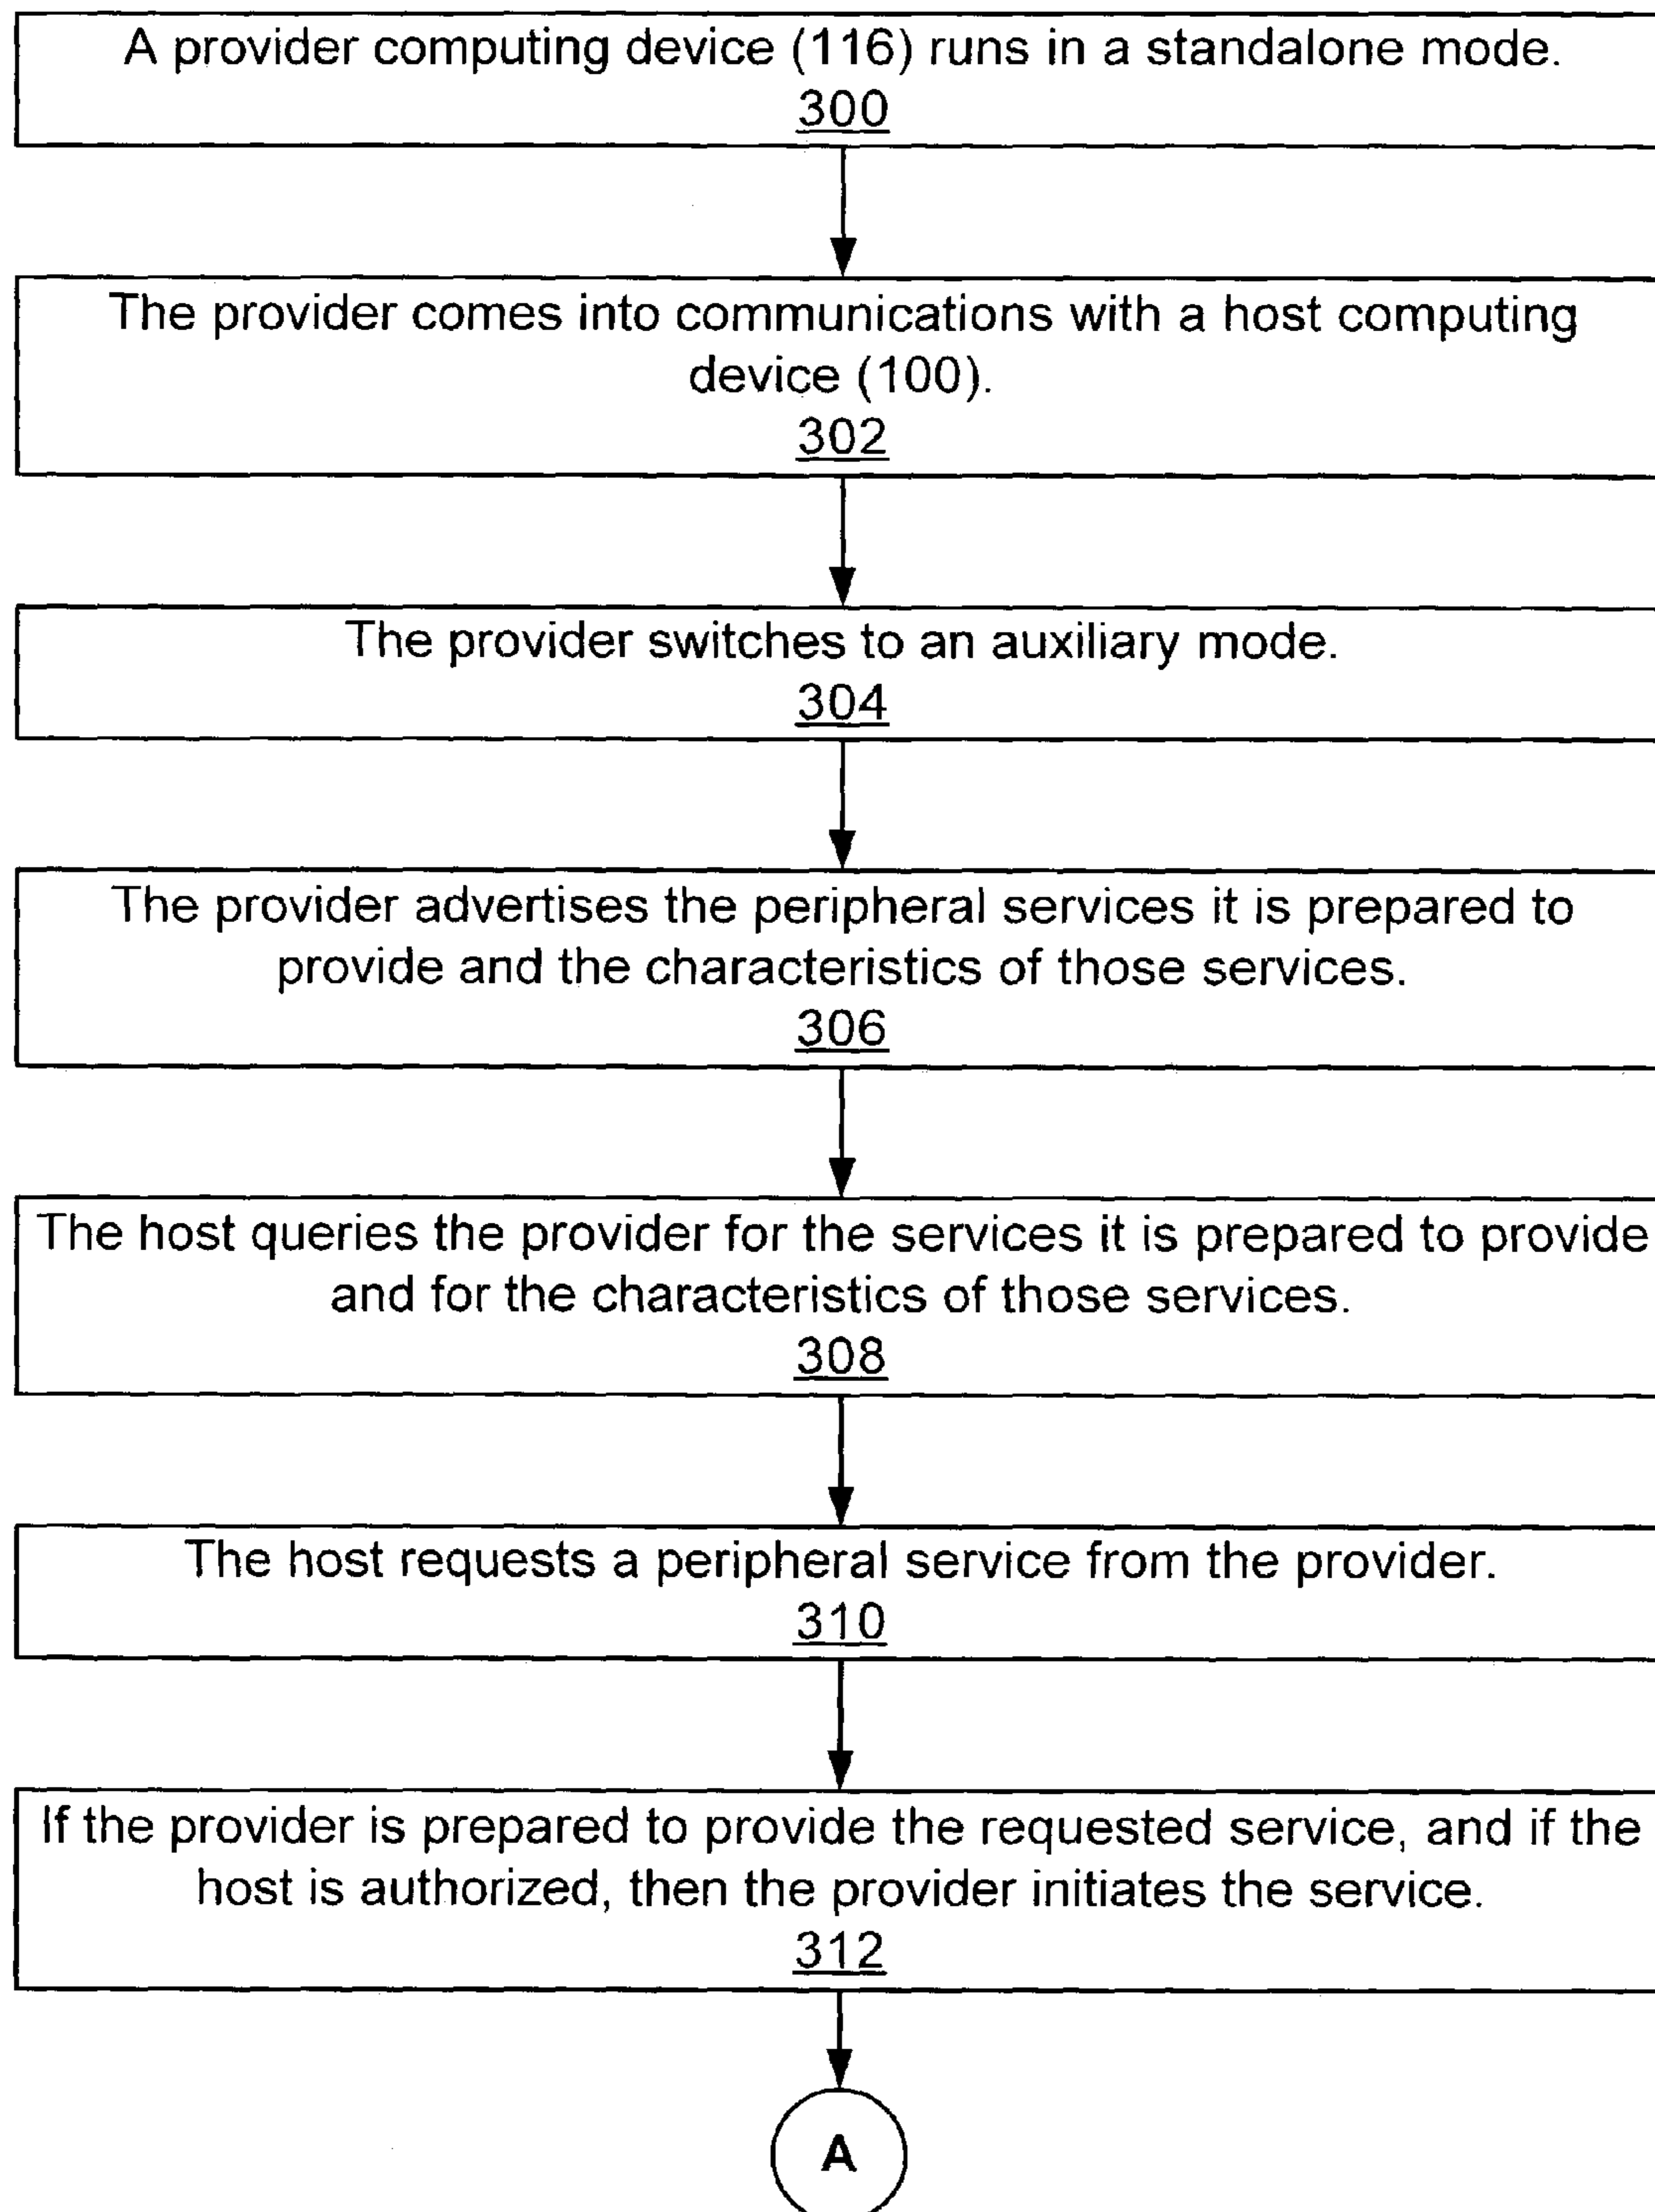 A provider computing device (116) runs in a standalone mode.
300
The provider comes into communications with a host computing
device (100).
302
The provider switches to an auxiliary mode.
304
The provider advertises the peripheral services it is prepared to
provide and the characteristics of those services.
306
The host queries the provider for the services it is prepared to provide
and for the characteristics of those services.
308
The host requests a peripheral service from the provider.
310
If the provider is prepared to provide the requested service, and if the
host is authorized, then the provider initiates the service.
312
A